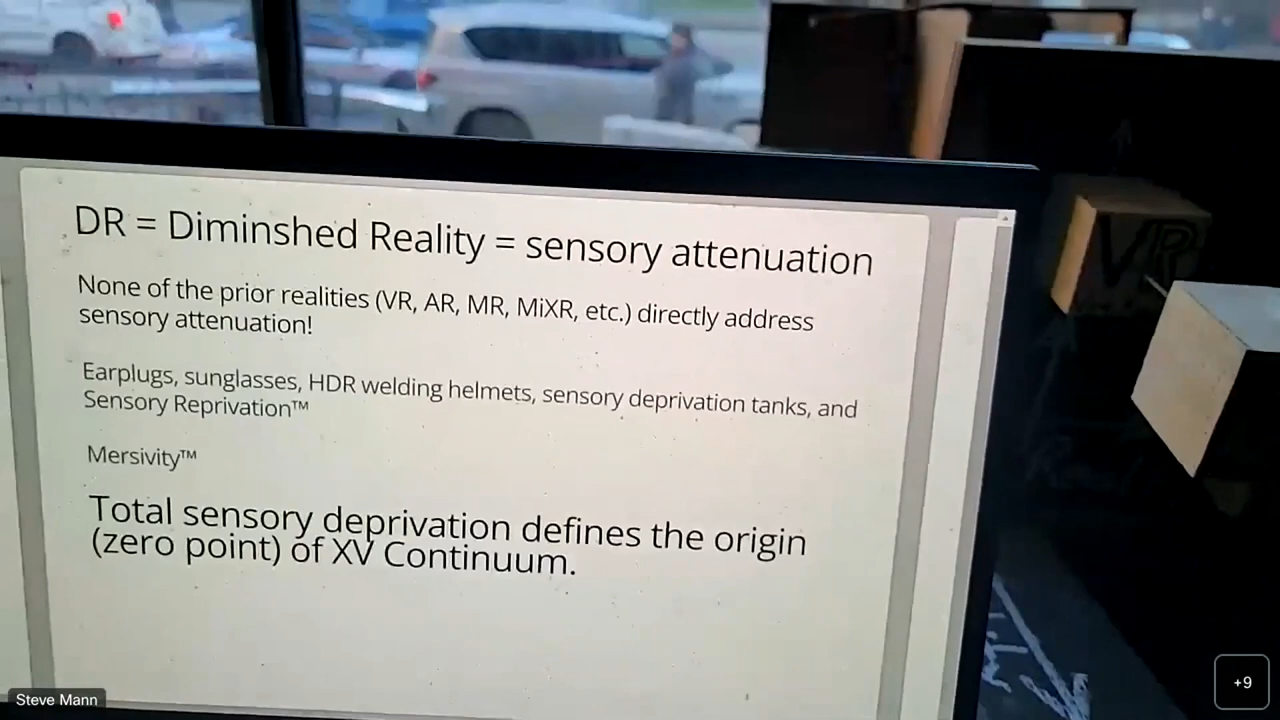 DR = Diminshed Reality = sensory attenuation
None of the prior realities (VR, AR, MR, MiXR, etc.) directly address
sensory attenuation!
Earplugs, sunglasses, HDR welding helmets, sensory deprivation tanks, and
Sensory Reprivation™
Mersivity™
Total sensory deprivation defines the origin
(zero point) of XV Continuum.
VR
Steve Mann
+9